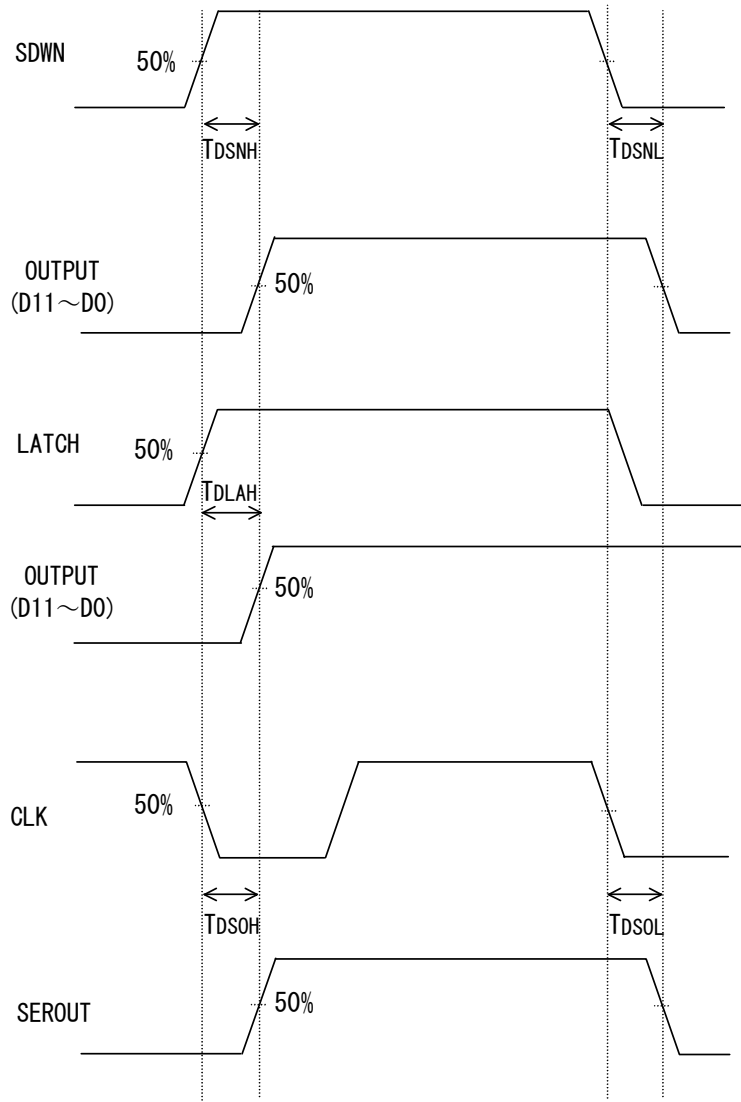 SDWN
50%
TDSNH
TDSNL
OUTPUT
(D11～D0)
50%
LATCH
50%
TDLAH
OUTPUT
(D11～D0)
50%
CLK
50%
TDSOH
TDSOL
SEROUT
50%